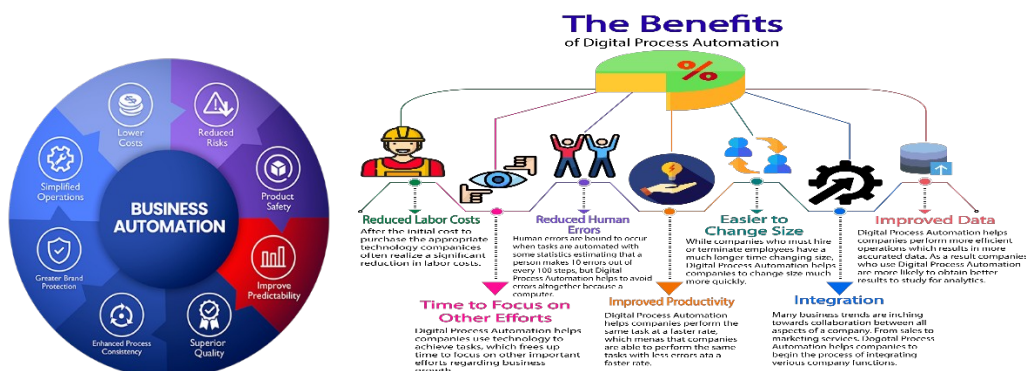 Lower
Costs
Reduced
Risks
Product
Safety
Improve
Predictability
Superior
Quality
Enhanced Process
Consistency
Greater Brand
Protection
Simplified
Operations
BUSINESS
AUTOMATION
The Benefits
of Digital Process Automation
%
Reduced Labor Costs
After the initial cost to
purchase the appropriate
technology companies
often realize a significant
reduction in labor costs.
Time to Focus on
Other Efforts
Digital Process Automation helps
companies use technology to
achieve tasks, which frees up
time to focus on other important
efforts regarding business
growth.
Reduced Human
Errors
Human errors are bound to occur
when tasks are automated with
some statistics estimating that a
person makes 10 errors out of
every 100 steps, but Digital
Process Automation helps to avoid
errors altogether because a
computer.
Improved Productivity
Digital Process Automation
helps companies perform the
same task at a faster rate,
which menas that companies
are able to perform the same
tasks with less errors ata a
faster rate.
Easier to
Change Size
While companies who must hire
or terminate employees have a
much longer time changing size,
Digital Process Automation helps
companies to change size much
more quickly.
Integration
Many business trends are inching
towards collaboration between all
aspects of a company. From sales to
marketing services, Dogotal Process
Automation helps companies to
begin the process of integrating
verious company functions.
Improved Data
Digital Process Automation helps
companies perform more efficient
operations which results in more
accurated data. As a result companies
who use Digital Process Automation
are more likely to obtain better
results to study for analytics.